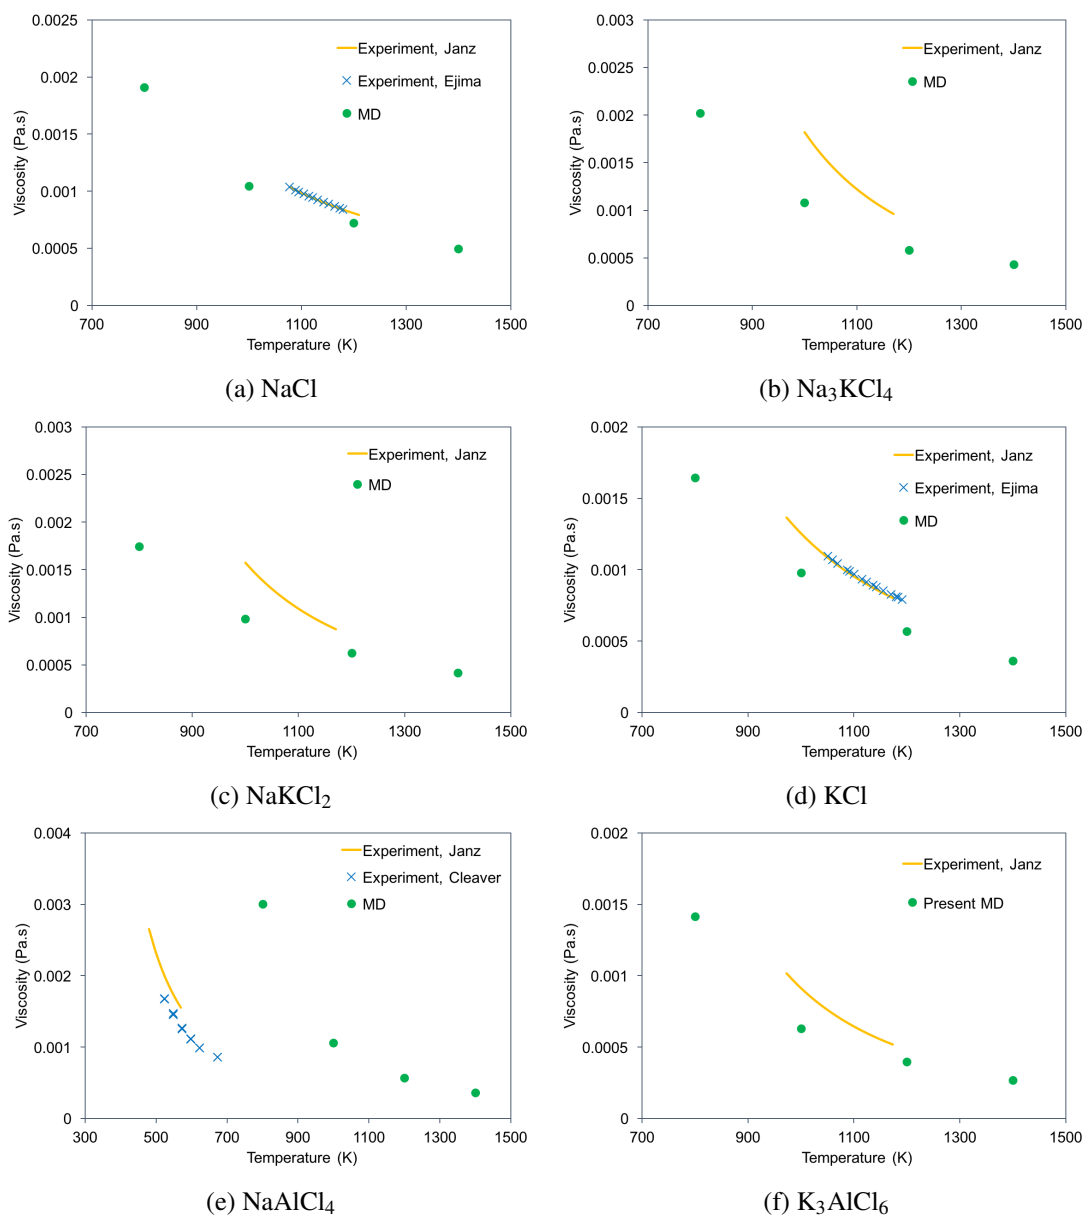 0.0025
0.002
0.0015
0.001
0.0005
0
Viscosity (Pa.s)
Experiment, Janz
Experiment, Ejima
MD
700 900 1100 1300 1500
Temperature (K)
(a) NaCl
0.003
0.0025
0.002
0.0015
0.001
0.0005
0
Viscosity (Pa.s)
Experiment, Janz
MD
700 900 1100 1300 1500
Temperature (K)
(b) Na₃KCl₄
0.003
0.0025
0.002
0.0015
0.001
0.0005
0
Viscosity (Pa.s)
Experiment, Janz
MD
700 900 1100 1300 1500
Temperature (K)
(c) NaKCl₂
0.002
0.0015
0.001
0.0005
0
Viscosity (Pa.s)
Experiment, Janz
Experiment, Ejima
MD
700 900 1100 1300 1500
Temperature (K)
(d) KCl
0.004
0.003
0.002
0.001
0
Viscosity (Pa.s)
Experiment, Janz
Experiment, Cleaver
MD
300 500 700 900 1100 1300 1500
Temperature (K)
(e) NaAlCl₄
0.002
0.0015
0.001
0.0005
0
Viscosity (Pa.s)
Experiment, Janz
Present MD
700 900 1100 1300 1500
Temperature (K)
(f) K₃AlCl₆